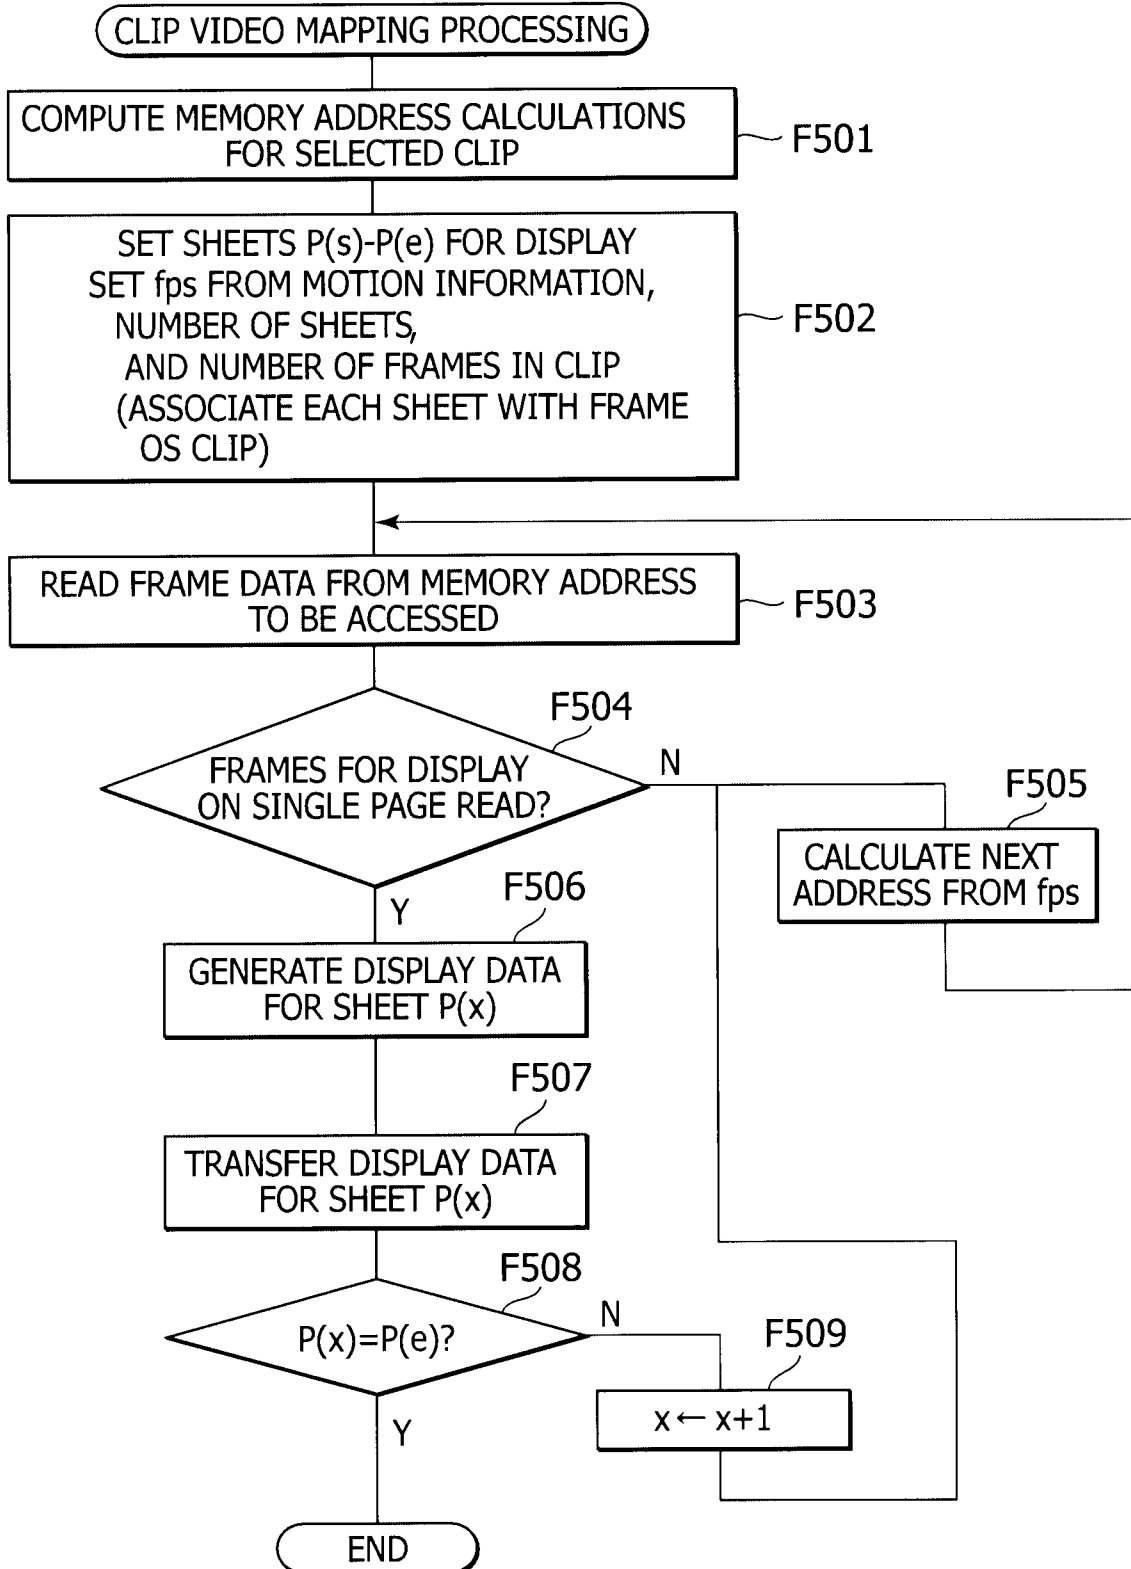 CLIP VIDEO MAPPING PROCESSING
COMPUTE MEMORY ADDRESS CALCULATIONS
FOR SELECTED CLIP
F501
SET SHEETS P(s)-P(e) FOR DISPLAY
SET fps FROM MOTION INFORMATION,
NUMBER OF SHEETS,
AND NUMBER OF FRAMES IN CLIP
(ASSOCIATE EACH SHEET WITH FRAME
OS CLIP)
F502
READ FRAME DATA FROM MEMORY ADDRESS
TO BE ACCESSED
F503
F504
FRAMES FOR DISPLAY
ON SINGLE PAGE READ?
N
F505
CALCULATE NEXT
ADDRESS FROM fps
Y
F506
GENERATE DISPLAY DATA
FOR SHEET P(x)
F507
TRANSFER DISPLAY DATA
FOR SHEET P(x)
F508
P(x)=P(e)?
N
F509
x ← x+1
Y
END